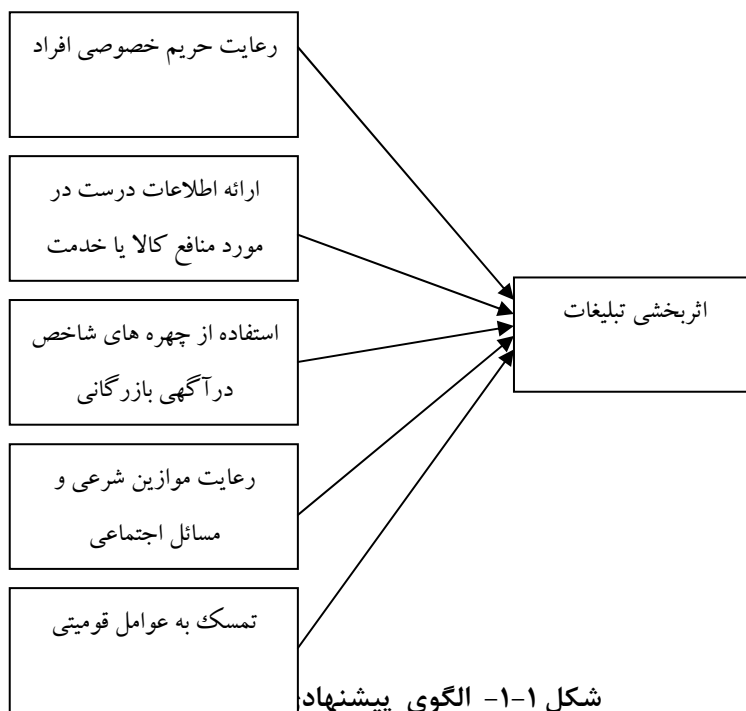 رعایت حریم خصوصی افراد
ارائه اطلاعات درست در
مورد منافع کالا یا خدمت
استفاده از چهره های شاخص
درآگهی بازرگانی
رعایت موازین شرعی و
مسائل اجتماعی
تمسک به عوامل قومیتی
اثربخشی تبلیغات
شکل ۱-۱- الگوی